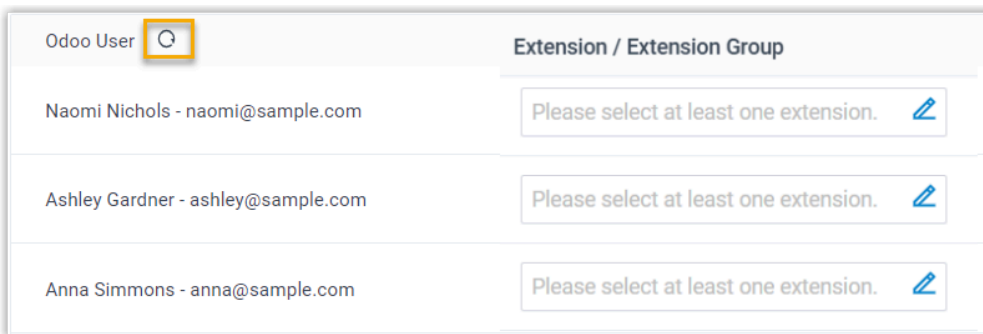 Odoo User
Extension / Extension Group
Naomi Nichols - naomi@sample.com
Please select at least one extension.
Ashley Gardner - ashley@sample.com
Please select at least one extension.
Anna Simmons - anna@sample.com
Please select at least one extension.